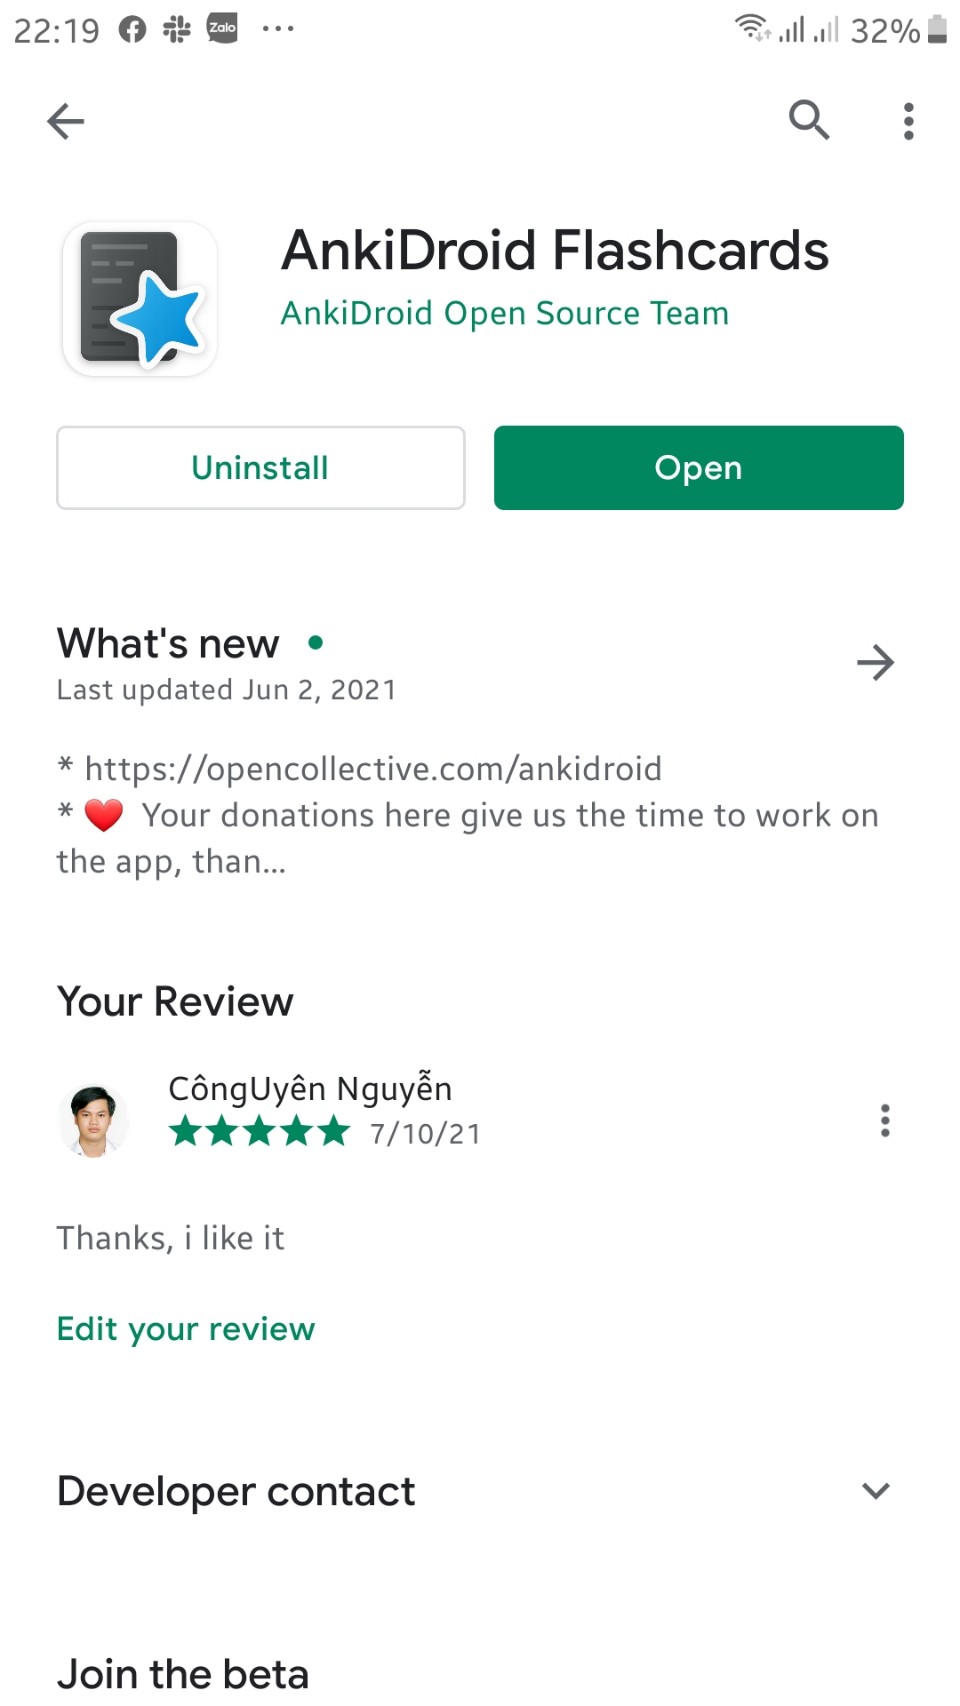 22:19 Zalo 32%
AnkiDroid Flashcards
AnkiDroid Open Source Team
Uninstall
Open
What's new
Last updated Jun 2, 2021
* https://opencollective.com/ankidroid
* ❤️ Your donations here give us the time to work on
the app, than...
Your Review
CôngUyên Nguyễn
7/10/21
Thanks, i like it
Edit your review
Developer contact
Join the beta